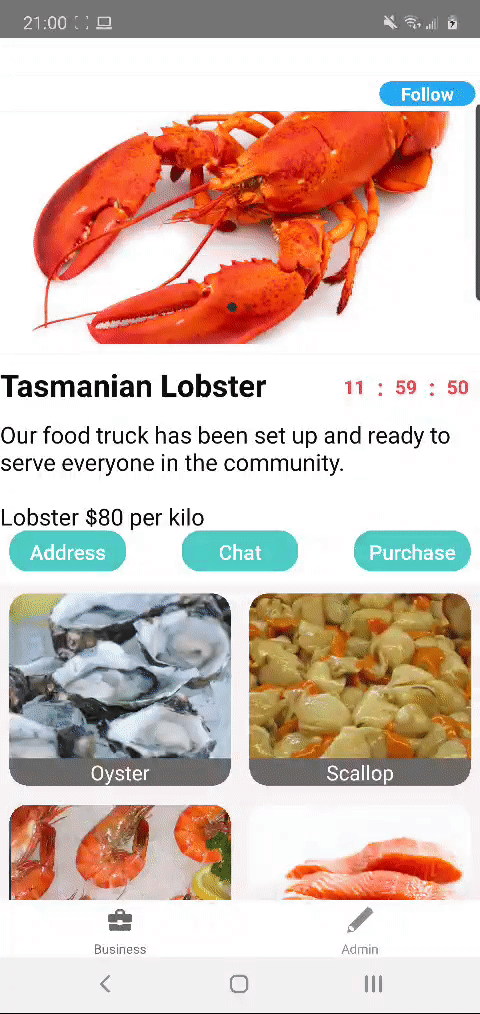 21:00
Follow
Tasmanian Lobster
11 : 59 : 50
Our food truck has been set up and ready to
serve everyone in the community.
Lobster $80 per kilo
Address
Chat
Purchase
Oyster
Scallop
Business
Admin